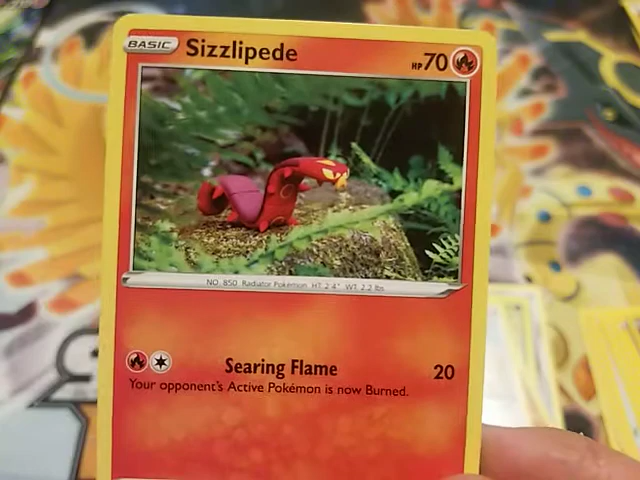 BASIC Sizzlipede HP 70
NO. 850 Radiator Pokémon HT: 2'4" WT: 2.2 lbs
Searing Flame 20
Your opponent's Active Pokémon is now Burned.